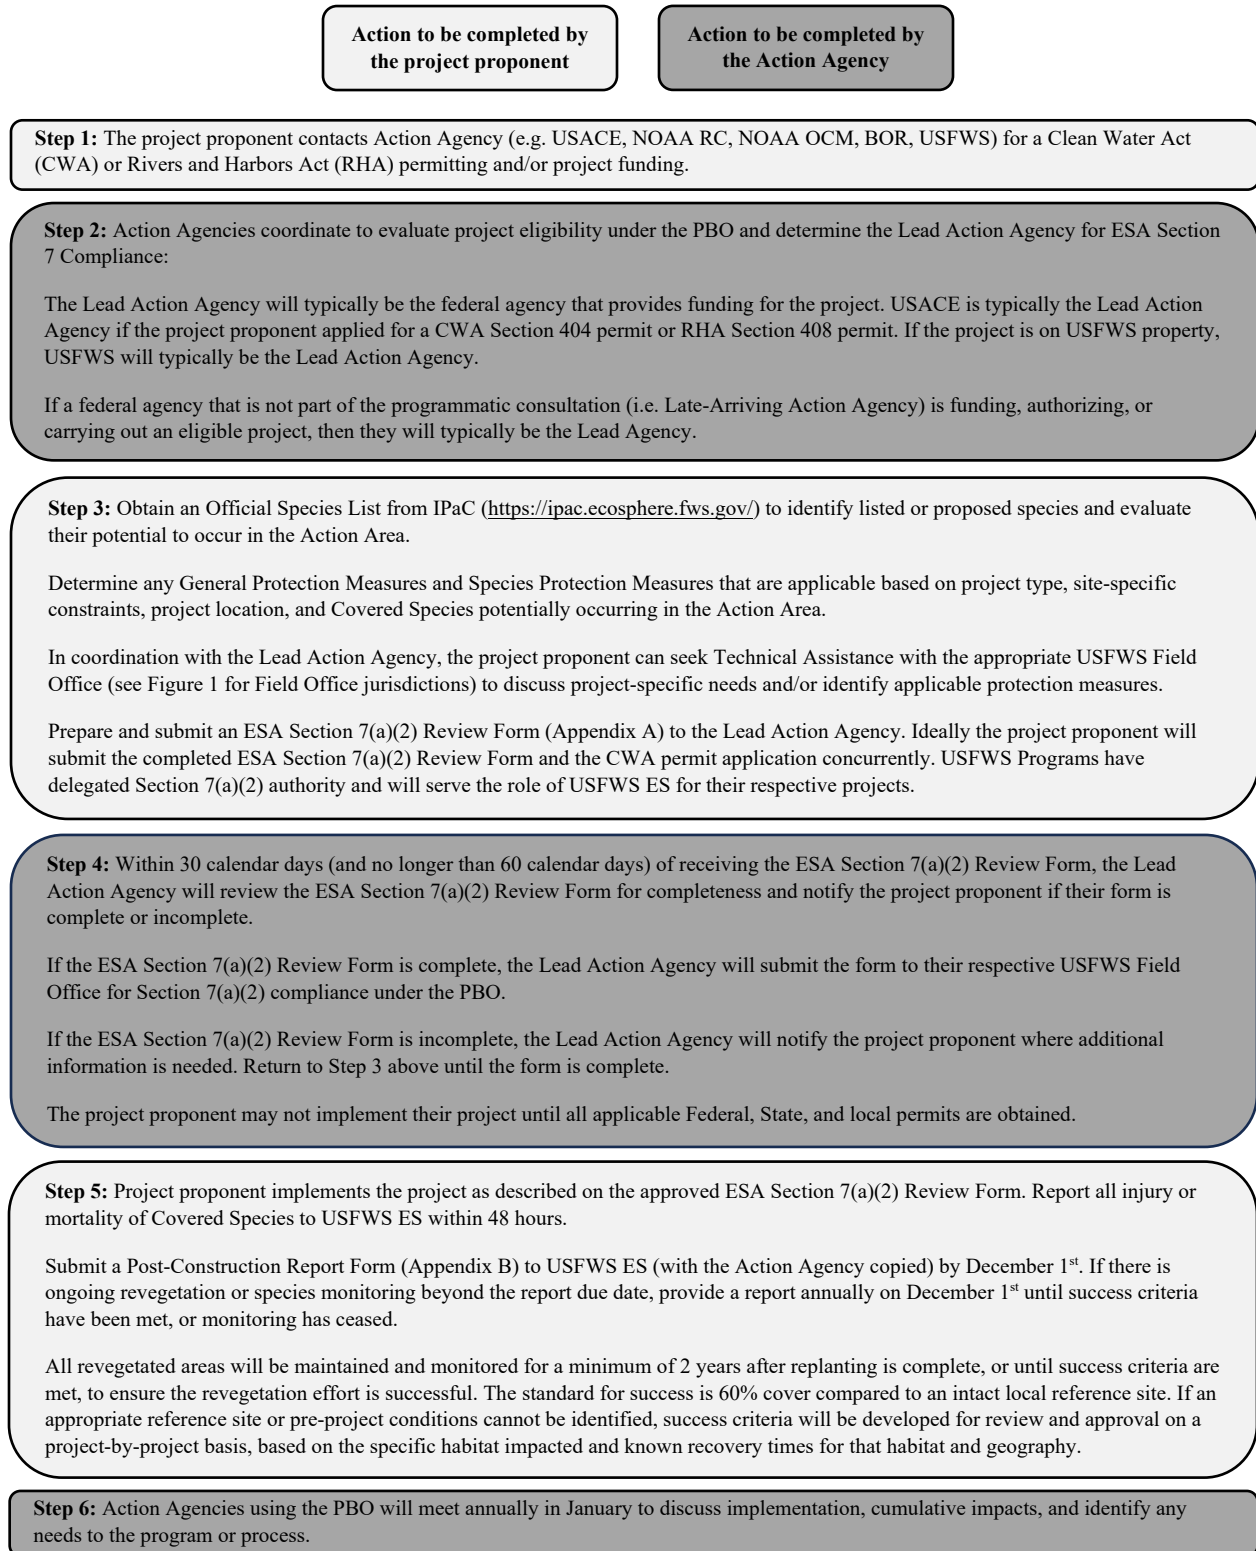 Action to be completed by
the project proponent
Action to be completed by
the Action Agency
Step 1: The project proponent contacts Action Agency (e.g. USACE, NOAA RC, NOAA OCM, BOR, USFWS) for a Clean Water Act
(CWA) or Rivers and Harbors Act (RHA) permitting and/or project funding.
Step 2: Action Agencies coordinate to evaluate project eligibility under the PBO and determine the Lead Action Agency for ESA Section
7 Compliance:
The Lead Action Agency will typically be the federal agency that provides funding for the project. USACE is typically the Lead Action
Agency if the project proponent applied for a CWA Section 404 permit or RHA Section 408 permit. If the project is on USFWS property,
USFWS will typically be the Lead Action Agency.
If a federal agency that is not part of the programmatic consultation (i.e. Late-Arriving Action Agency) is funding, authorizing, or
carrying out an eligible project, then they will typically be the Lead Agency.
Step 3: Obtain an Official Species List from IPaC (https://ipac.ecosphere.fws.gov/) to identify listed or proposed species and evaluate
their potential to occur in the Action Area.
Determine any General Protection Measures and Species Protection Measures that are applicable based on project type, site-specific
constraints, project location, and Covered Species potentially occurring in the Action Area.
In coordination with the Lead Action Agency, the project proponent can seek Technical Assistance with the appropriate USFWS Field
Office (see Figure 1 for Field Office jurisdictions) to discuss project-specific needs and/or identify applicable protection measures.
Prepare and submit an ESA Section 7(a)(2) Review Form (Appendix A) to the Lead Action Agency. Ideally the project proponent will
submit the completed ESA Section 7(a)(2) Review Form and the CWA permit application concurrently. USFWS Programs have
delegated Section 7(a)(2) authority and will serve the role of USFWS ES for their respective projects.
Step 4: Within 30 calendar days (and no longer than 60 calendar days) of receiving the ESA Section 7(a)(2) Review Form, the Lead
Action Agency will review the ESA Section 7(a)(2) Review Form for completeness and notify the project proponent if their form is
complete or incomplete.
If the ESA Section 7(a)(2) Review Form is complete, the Lead Action Agency will submit the form to their respective USFWS Field
Office for Section 7(a)(2) compliance under the PBO.
If the ESA Section 7(a)(2) Review Form is incomplete, the Lead Action Agency will notify the project proponent where additional
information is needed. Return to Step 3 above until the form is complete.
The project proponent may not implement their project until all applicable Federal, State, and local permits are obtained.
Step 5: Project proponent implements the project as described on the approved ESA Section 7(a)(2) Review Form. Report all injury or
mortality of Covered Species to USFWS ES within 48 hours.
Submit a Post-Construction Report Form (Appendix B) to USFWS ES (with the Action Agency copied) by December 1st. If there is
ongoing revegetation or species monitoring beyond the report due date, provide a report annually on December 1st until success criteria
have been met, or monitoring has ceased.
All revegetated areas will be maintained and monitored for a minimum of 2 years after replanting is complete, or until success criteria are
met, to ensure the revegetation effort is successful. The standard for success is 60% cover compared to an intact local reference site. If an
appropriate reference site or pre-project conditions cannot be identified, success criteria will be developed for review and approval on a
project-by-project basis, based on the specific habitat impacted and known recovery times for that habitat and geography.
Step 6: Action Agencies using the PBO will meet annually in January to discuss implementation, cumulative impacts, and identify any
needs to the program or process.